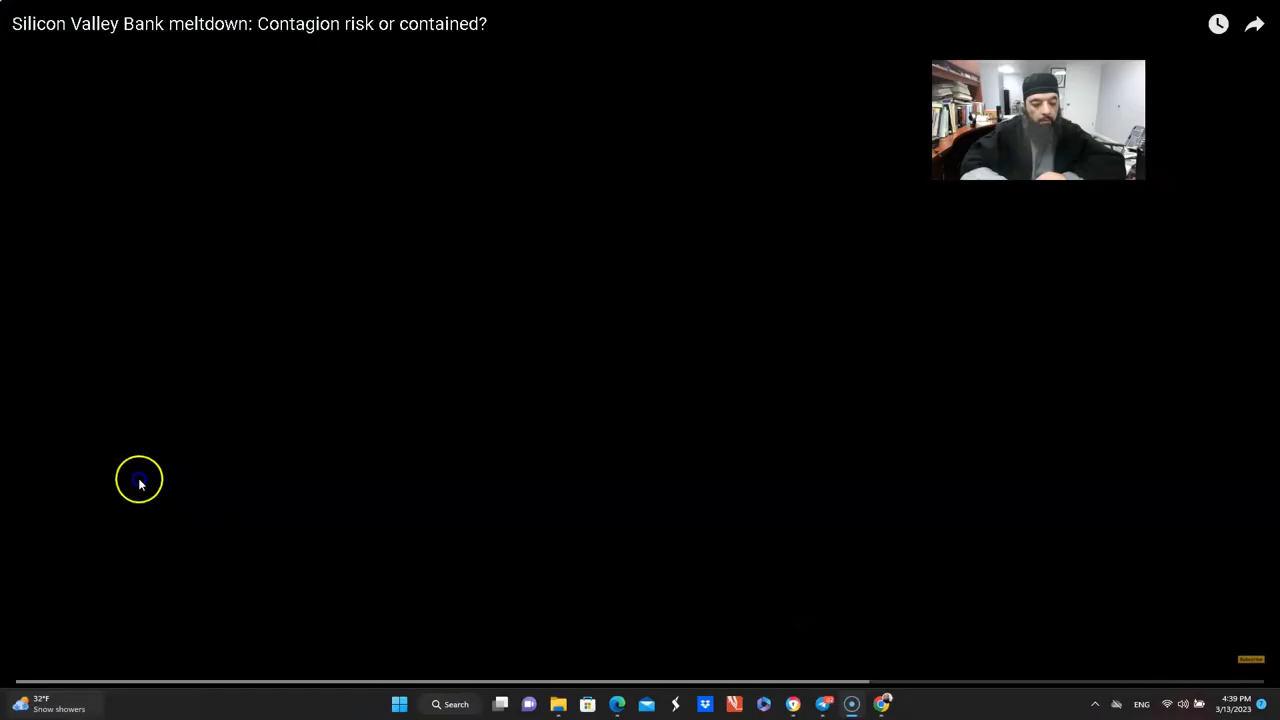 Silicon Valley Bank meltdown: Contagion risk or contained?
32°F
Snow showers
Search
ENG
4:39 PM
3/13/2023